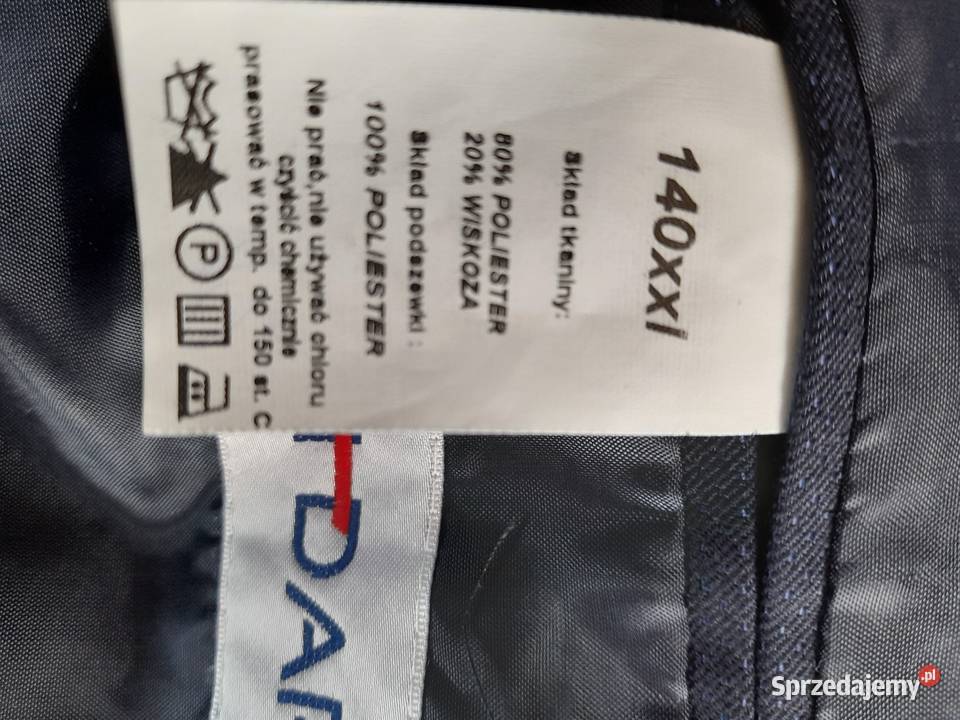 140xxl
Skład tkaniny:
80% POLIESTER
20% WISKOZA
Skład podszewki :
100% POLIESTER
Nie prać,nie używać chloru
czyścić chemicznie
prasować w temp. do 150 st. C
P
Sprzedajemy.pl